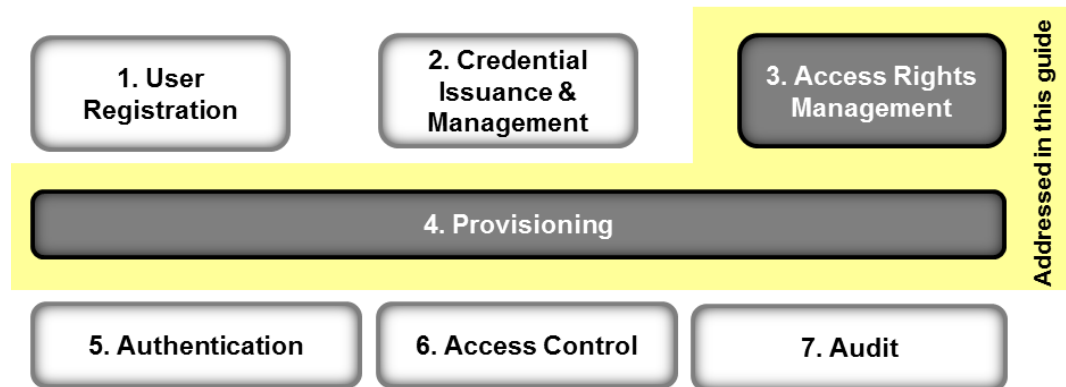 1. User
Registration
2. Credential
Issuance &
Management
3. Access Rights
Management
Addressed in this guide
4. Provisioning
5. Authentication
6. Access Control
7. Audit